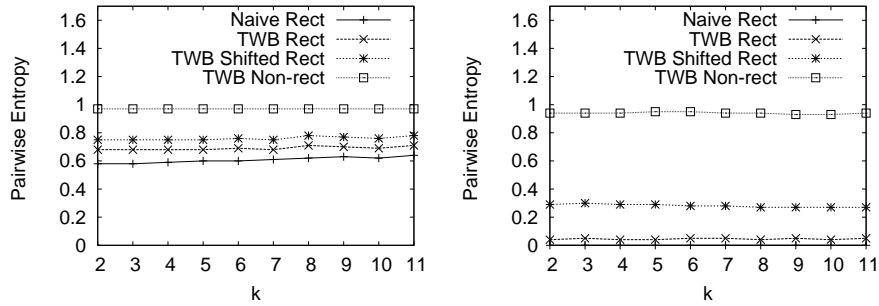 Pairwise Entropy
1.6
1.4
1.2
1
0.8
0.6
0.4
0.2
0
Naive Rect
TWB Rect
TWB Shifted Rect
TWB Non-rect
2 3 4 5 6 7 8 9 10 11
k
Pairwise Entropy
1.6
1.4
1.2
1
0.8
0.6
0.4
0.2
0
Naive Rect
TWB Rect
TWB Shifted Rect
TWB Non-rect
2 3 4 5 6 7 8 9 10 11
k